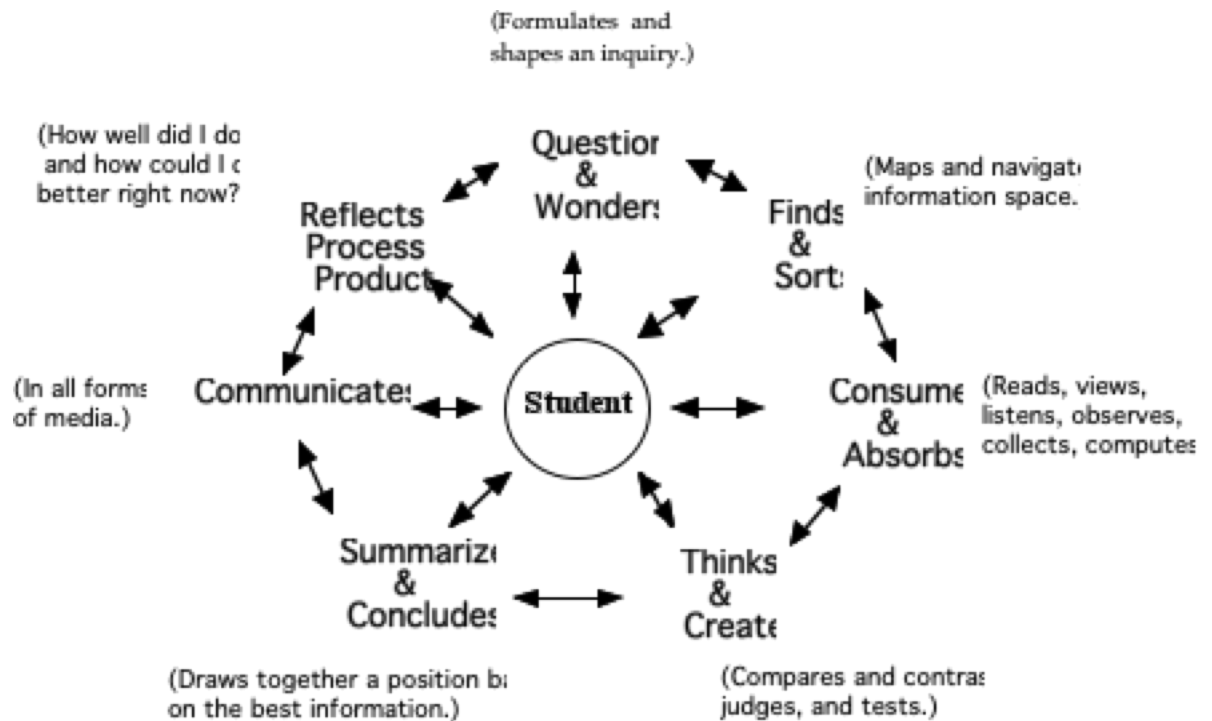 (Formulates and
shapes an inquiry.)
Question
&
Wonders
(Maps and navigate
information space.
Finds
&
Sorts
Consume
&
Absorbs
(Reads, views,
listens, observes,
collects, computes
Thinks
&
Create
(Compares and contras
judges, and tests.)
Summarize
&
Concludes
(Draws together a position ba
on the best information.)
Communicates
(In all forms
of media.)
Reflects
Process
Product
(How well did I do
and how could I
better right now?
Student